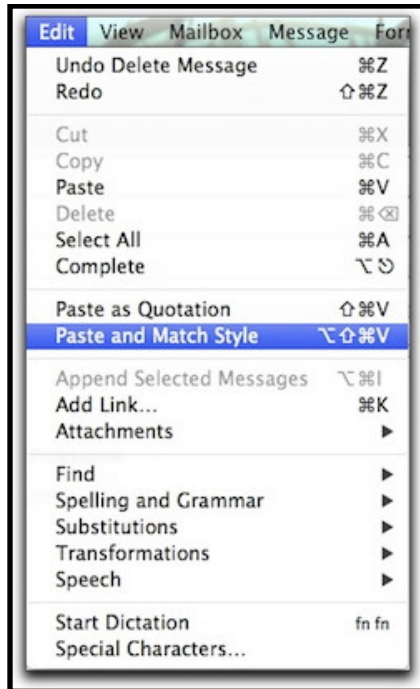 Edit View Mailbox Message For
Undo Delete Message ⌘Z
Redo ⇧⌘Z
Cut ⌘X
Copy ⌘C
Paste ⌘V
Delete ⌘⌫
Select All ⌘A
Complete ⌥⎋
Paste as Quotation ⇧⌘V
Paste and Match Style ⌥⇧⌘V
Append Selected Messages ⌥⌘I
Add Link... ⌘K
Attachments ▶
Find ▶
Spelling and Grammar ▶
Substitutions ▶
Transformations ▶
Speech ▶
Start Dictation fn fn
Special Characters...